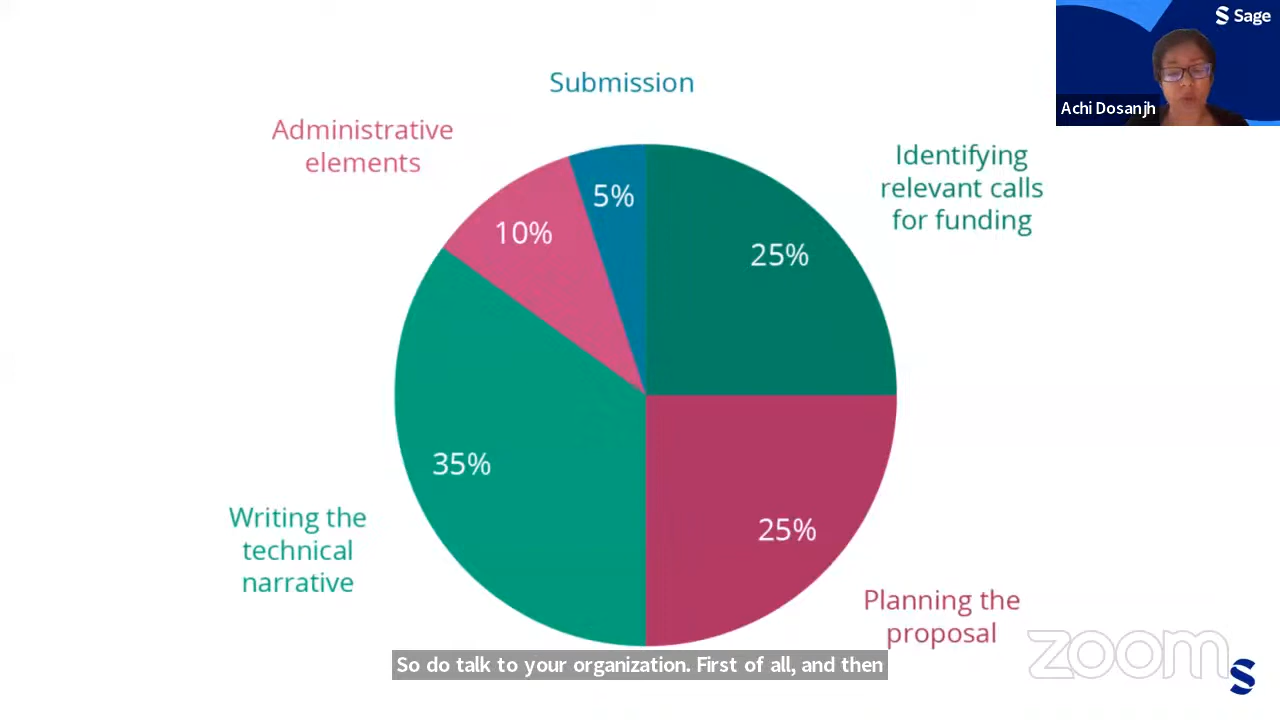 Sage
Achi Dosanjh
Submission
Administrative
elements
Identifying
relevant calls
for funding
5%
10%
25%
35%
25%
Writing the
technical
narrative
Planning the
proposal
So do talk to your organization. First of all, and then
zoom